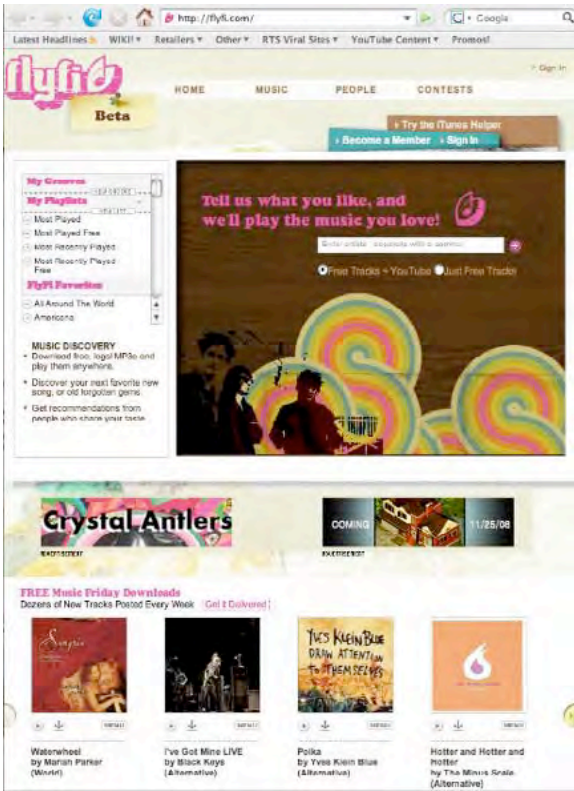 http://flyfi.com/
Google
Latest Headlines WIKI! Retailers Other RTS Viral Sites YouTube Content Promos!
flyfi
Beta
Sign In
HOME MUSIC PEOPLE CONTESTS
Try the iTunes Helper
Become a Member Sign In
My Grooves
My Playlists
Most Played
Most Played Free
Most Recently Played
Most Recently Played
Free
FlyFi Favorites
All Around The World
Americana
MUSIC DISCOVERY
Download free, legal MP3s and
play them anywhere.
Discover your next favorite new
song, or old forgotten gems
Get recommendations from
people who share your taste
Tell us what you like, and
we'll play the music you love!
Enter artists separate with a comma
Free Tracks + YouTube Just Free Tracks
Crystal Antlers
ADVERTISEMENT
COMING 11/25/08
ADVERTISEMENT
FREE Music Friday Downloads
Dozens of New Tracks Posted Every Week Get it Delivered
YVES KLEIN BLUE
DRAW ATTENTION
TO THEMSELVES
Waterwheel
by Mariah Parker
(World)
I've Got Mine LIVE
by Black Keys
(Alternative)
Polka
by Yves Klein Blue
(Alternative)
Hotter and Hotter and
Hotter
by The Minus Scale
(Alternative)